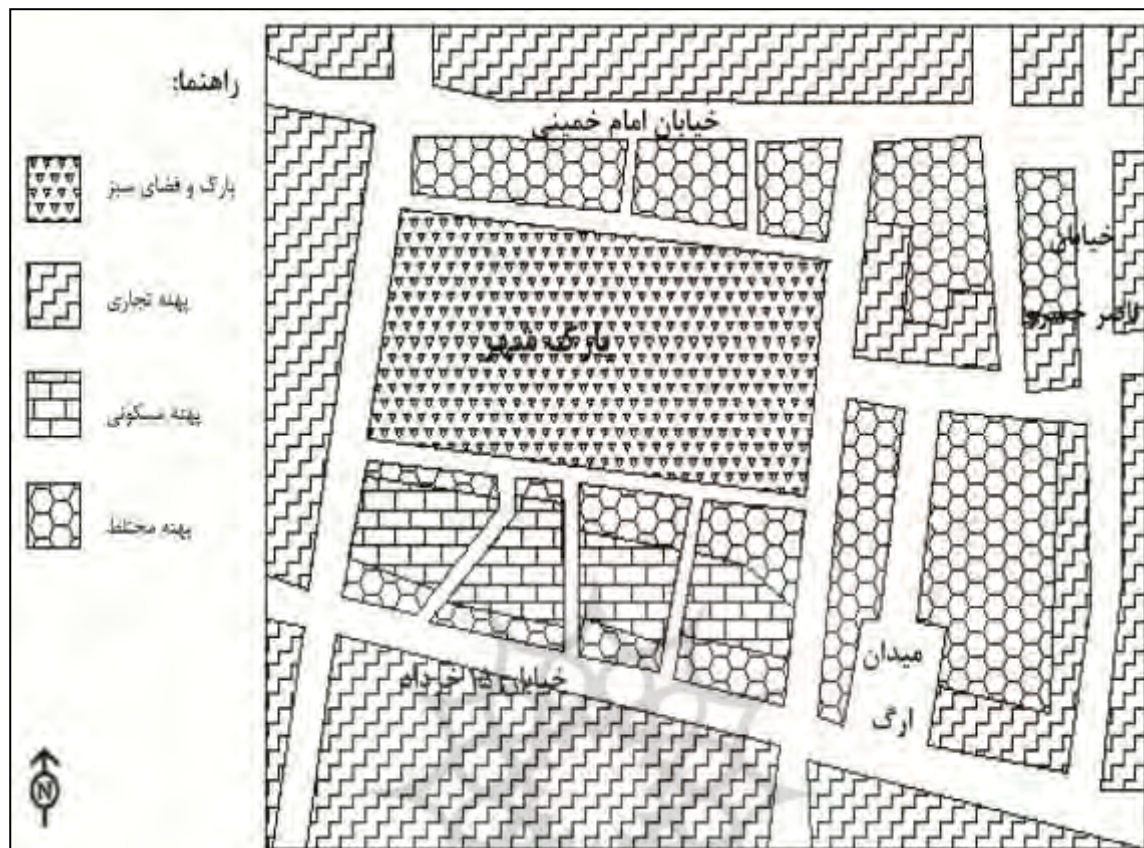 راهنما:
پارک و فضای سبز
پهنه تجاری
پهنه مسکونی
پهنه مختلط
N
خیابان امام خمینی
خیابان
ناصر خسرو
پارک شهر
خیابان ۱۵ خرداد
میدان
ارگ